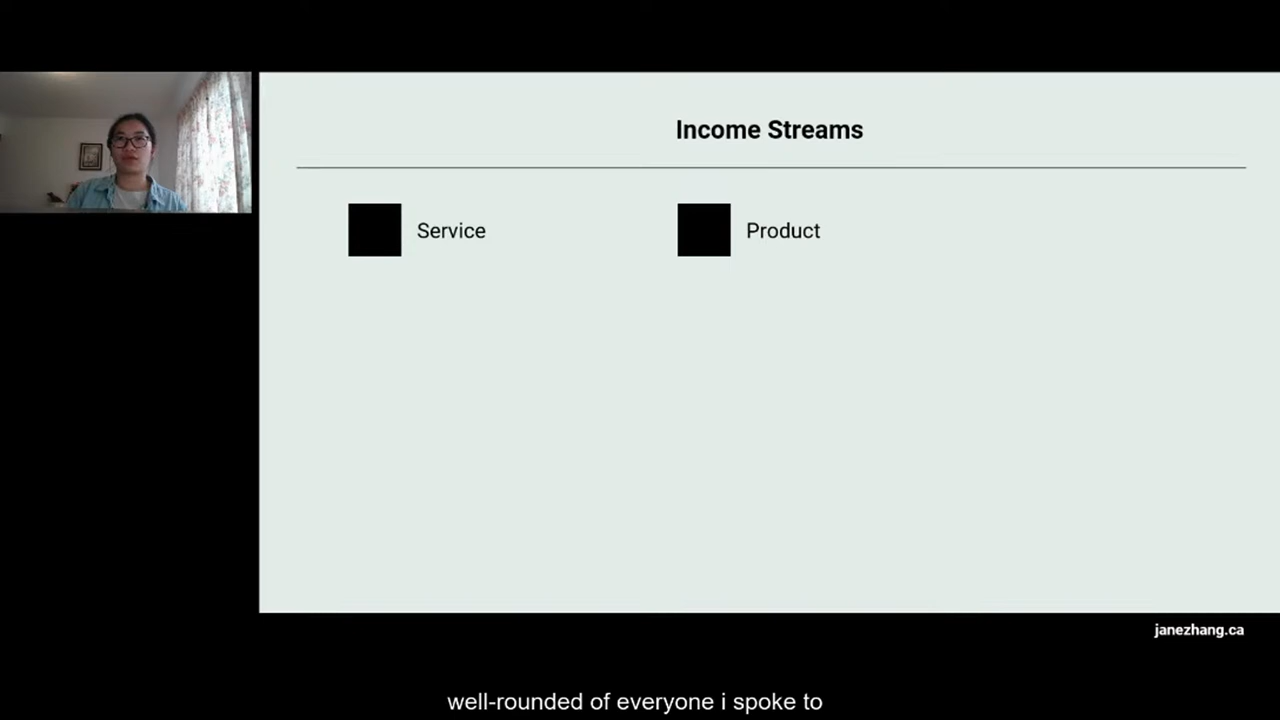 Income Streams
Service
Product
janezhang.ca
well-rounded of everyone i spoke to